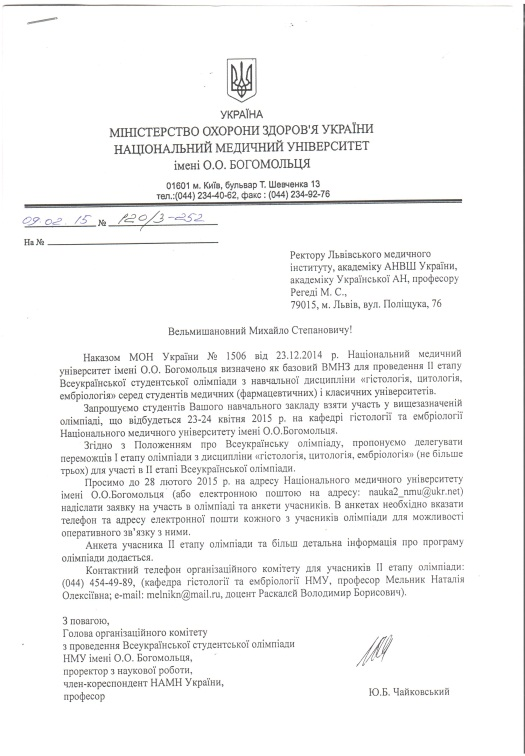 УКРАЇНА
МІНІСТЕРСТВО ОХОРОНИ ЗДОРОВ'Я УКРАЇНИ
НАЦІОНАЛЬНИЙ МЕДИЧНИЙ УНІВЕРСИТЕТ
імені О.О. БОГОМОЛЬЦЯ
01601 м. Київ, бульвар Т. Шевченка 13
тел.:(044) 234-40-62, факс : (044) 234-92-76
09.02.15 № 120/3-252
На №
Ректору Львівського медичного
інституту, академіку АНВШ України,
академіку Української АН, професору
Регеді М. С.,
79015, м. Львів, вул. Поліщука, 76
Вельмишановний Михайло Степановичу!
Наказом МОН України № 1506 від 23.12.2014 р. Національний медичний
університет імені О.О. Богомольця визначено як базовий ВМНЗ для проведення ІІ етапу
Всеукраїнської студентської олімпіади з навчальної дисципліни «гістологія, цитологія,
ембріологія» серед студентів медичних (фармацевтичних) і класичних університетів.
Запрошуємо студентів Вашого навчального закладу взяти участь у вищезазначеній
олімпіаді, що відбудеться 23-24 квітня 2015 р. на кафедрі гістології та ембріології
Національного медичного університету імені О.О.Богомольця.
Згідно з Положенням про Всеукраїнську олімпіаду, пропонуємо делегувати
переможців І етапу олімпіади з дисципліни «гістологія, цитологія, ембріологія» (не більше
трьох) для участі в ІІ етапі Всеукраїнської олімпіади.
Просимо до 28 лютого 2015 р. на адресу Національного медичного університету
імені О.О.Богомольця (або електронною поштою на адресу: nauka2_nmu@ukr.net)
надіслати заявку на участь в олімпіаді та анкети учасників. В анкетах необхідно вказати
телефон та адресу електронної пошти кожного з учасників олімпіади для можливості
оперативного зв’язку з ними.
Анкета учасника ІІ етапу олімпіади та більш детальна інформація про програму
олімпіади додається.
Контактний телефон організаційного комітету для учасників ІІ етапу олімпіади:
(044) 454-49-89, (кафедра гістології та ембріології НМУ, професор Мельник Наталія
Олексіївна; e-mail: melnikn@mail.ru, доцент Раскалєй Володимир Борисович).
З повагою,
Голова організаційного комітету
з проведення Всеукраїнської студентської олімпіади
НМУ імені О.О. Богомольця,
проректор з наукової роботи,
член-кореспондент НАМН України,
професор Ю.Б. Чайковський